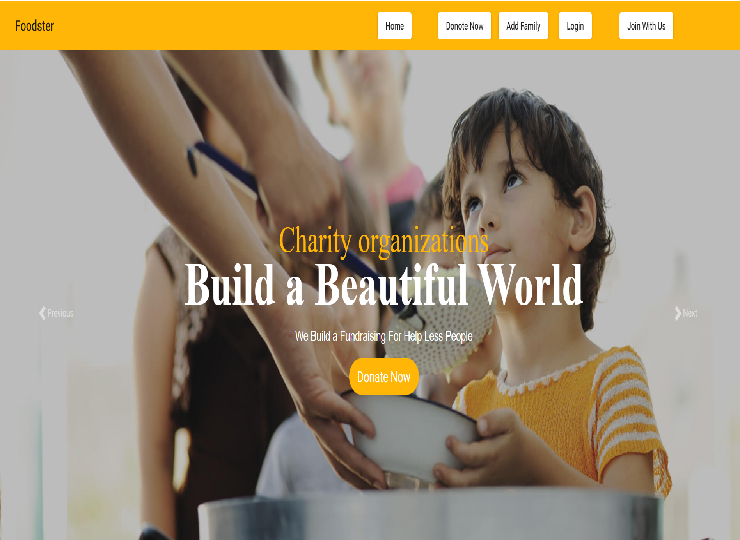 Foodster
Home
Donote Now
Add Family
Login
Join With Us
Charity organizations
Build a Beautiful World
We Build a Fundraising For Help Less People
Previous
Next
Donate Now